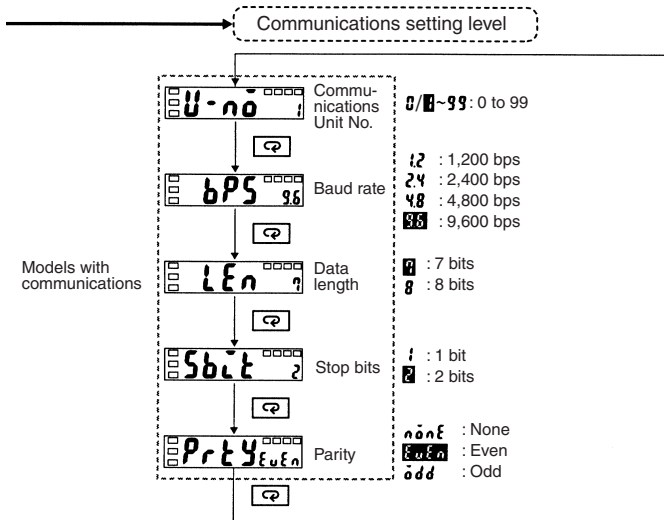 Communications setting level
U-no 1
Commu-
nications
Unit No.
0/1~99: 0 to 99
bPS 9.6
Baud rate
1.2 : 1,200 bps
2.4 : 2,400 bps
4.8 : 4,800 bps
9.6 : 9,600 bps
Models with
communications
LEn 7
Data
length
7 : 7 bits
8 : 8 bits
Sbit 2
Stop bits
1 : 1 bit
2 : 2 bits
PrtY EuEn
Parity
nonE : None
EuEn : Even
odd : Odd